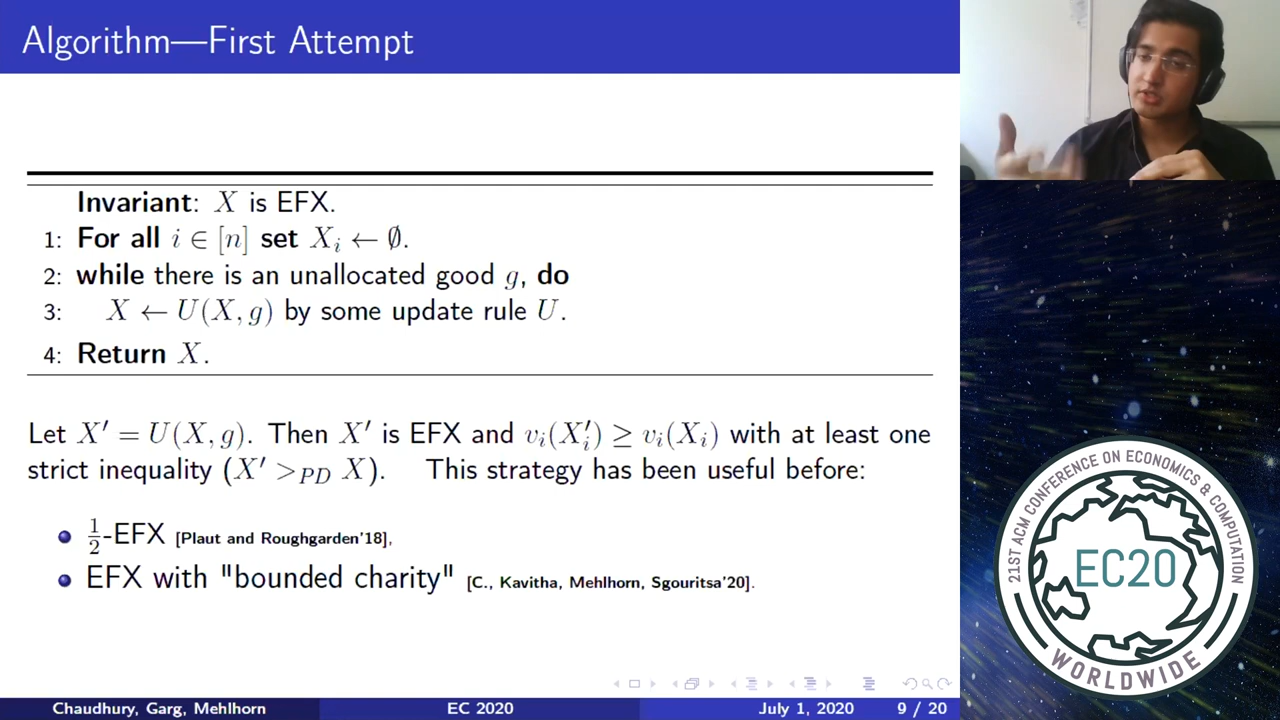 Algorithm—First Attempt
Invariant: X is EFX.
1: For all i ∈ [n] set X_i ← ∅.
2: while there is an unallocated good g, do
3: X ← U(X, g) by some update rule U.
4: Return X.
Let X′ = U(X, g). Then X′ is EFX and v_i(X′_i) ≥ v_i(X_i) with at least one
strict inequality (X′ >_PD X). This strategy has been useful before:
1/2-EFX [Plaut and Roughgarden'18],
EFX with "bounded charity" [C., Kavitha, Mehlhorn, Sgouritsa'20].
Chaudhury, Garg, Mehlhorn EC 2020 July 1, 2020 9 / 20
21ST ACM CONFERENCE ON ECONOMICS & COMPUTATION
EC20
WORLDWIDE